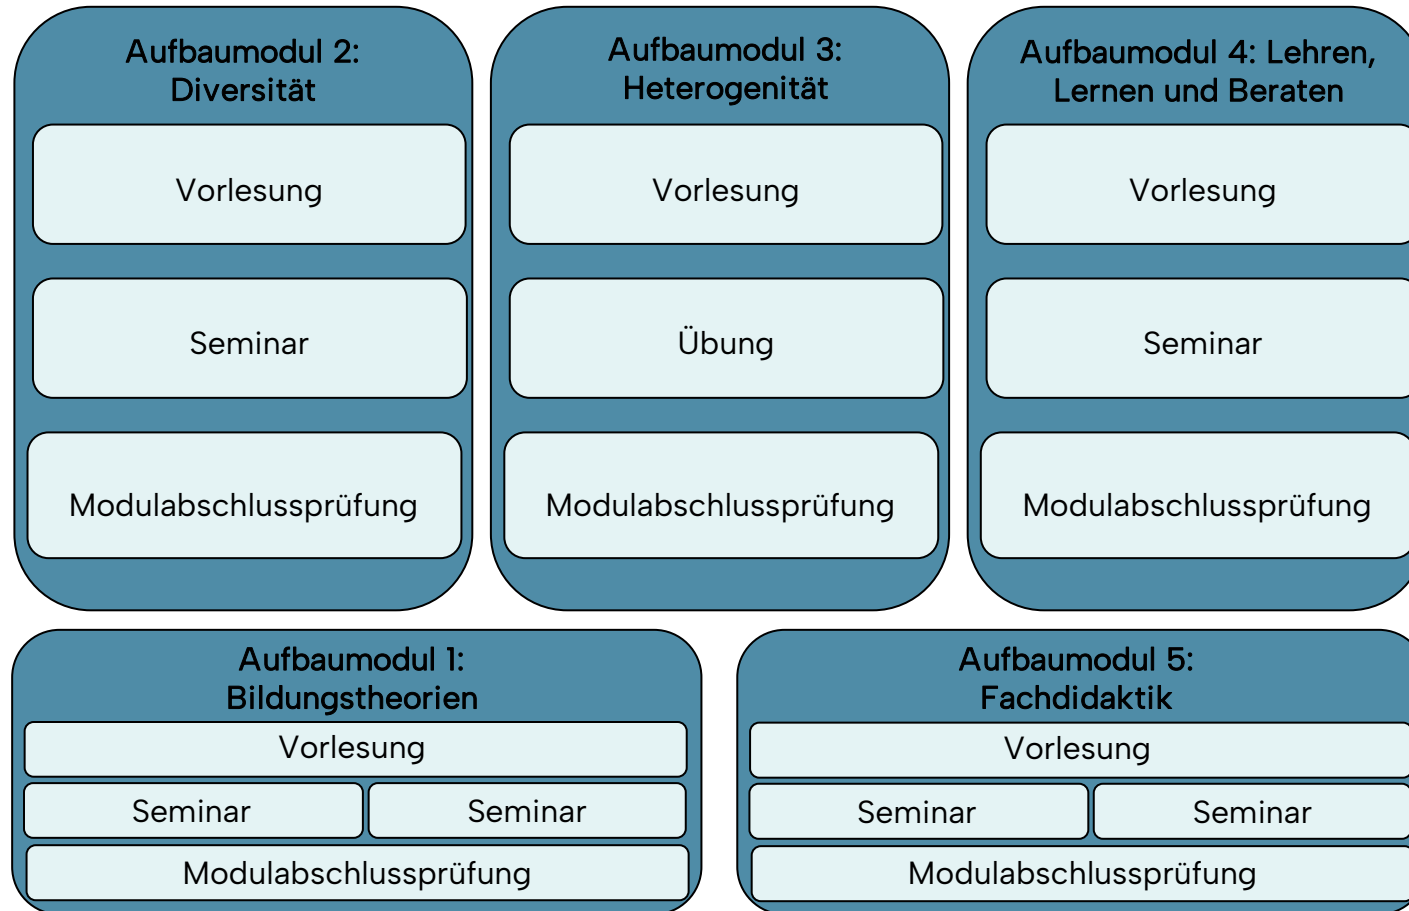 Aufbaumodul 2:
Diversität
Vorlesung
Seminar
Modulabschlussprüfung
Aufbaumodul 3:
Heterogenität
Vorlesung
Übung
Modulabschlussprüfung
Aufbaumodul 4: Lehren,
Lernen und Beraten
Vorlesung
Seminar
Modulabschlussprüfung
Aufbaumodul 1:
Bildungstheorien
Vorlesung
Seminar
Seminar
Modulabschlussprüfung
Aufbaumodul 5:
Fachdidaktik
Vorlesung
Seminar
Seminar
Modulabschlussprüfung